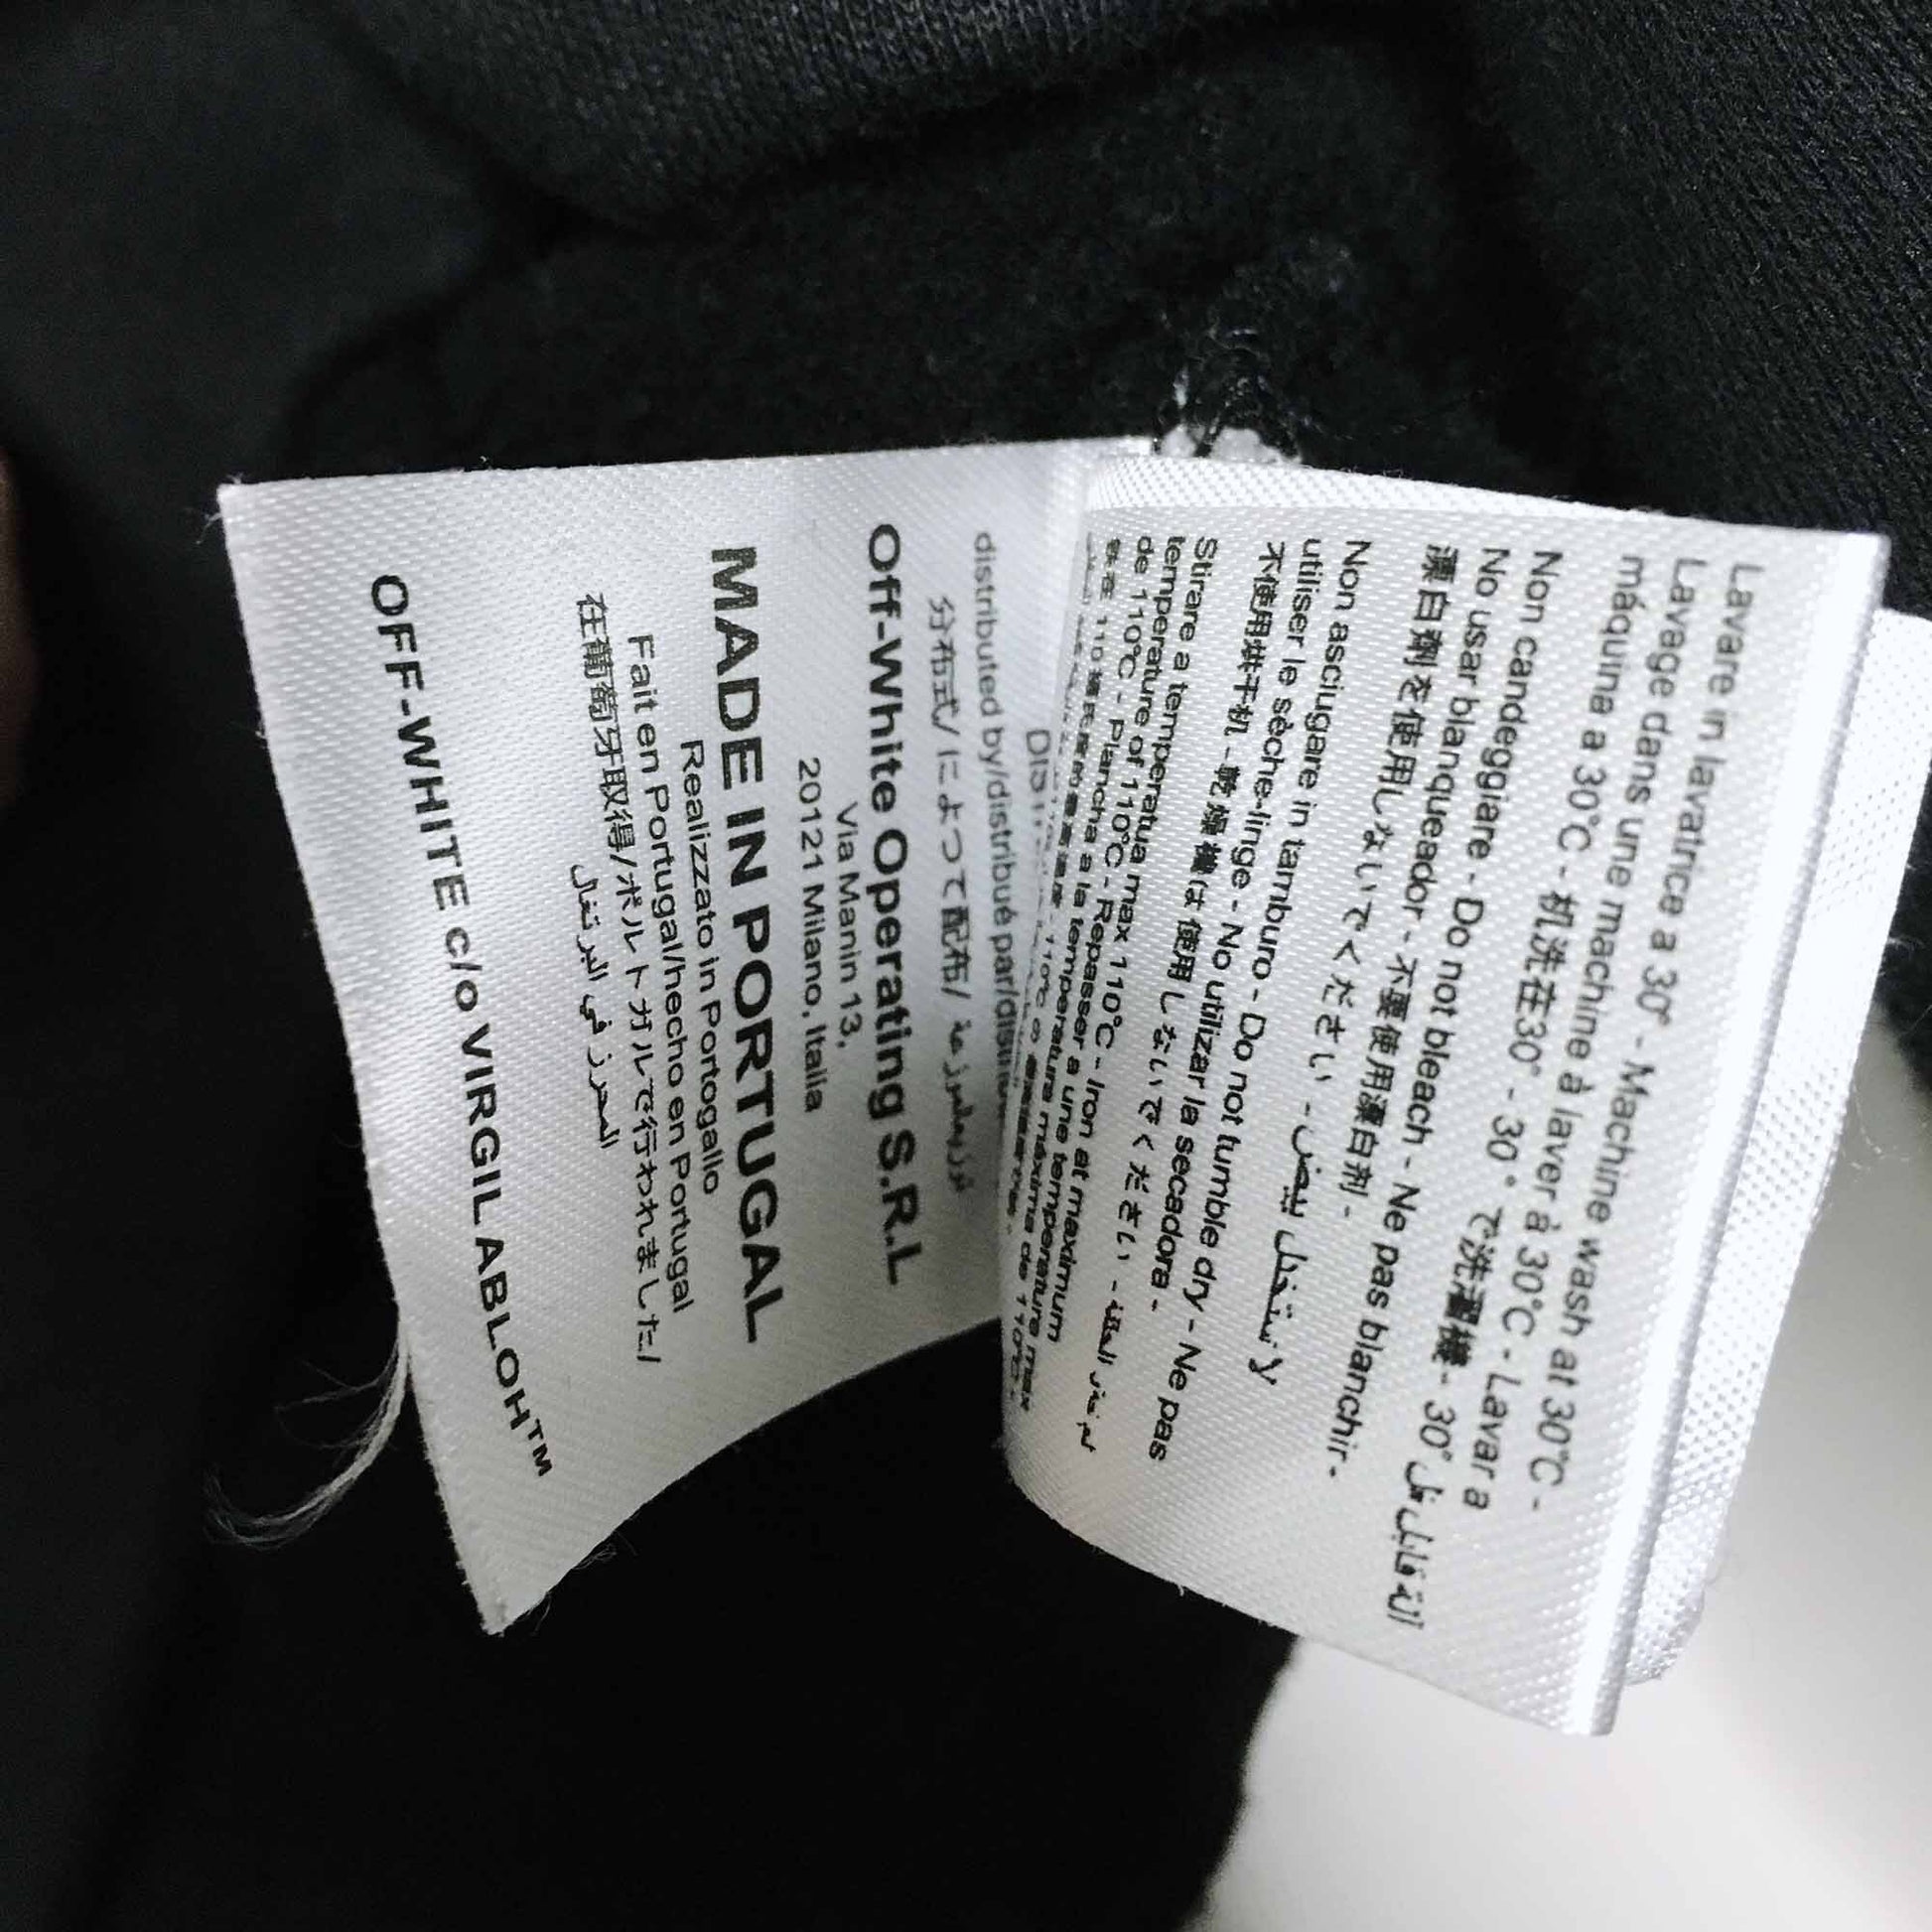 Lavare in lavatrice a 30° - Machine wash at 30°C -
Lavage dans une machine à laver à 30°C - Lavar a
máquina a 30°C - 机洗在30° - 30° で洗濯機 - 30°
Non candeggiare - Do not bleach - Ne pas blanchir -
No usar blanqueador - 不要使用漂白剂 -
漂白剤を使用しないでください -
Non asciugare in tamburo - Do not tumble dry - Ne pas
utiliser le sèche-linge - No utilizar la secadora -
不使用烘干机 - 乾燥機は使用しないでください -
Stirare a temperatua max 110°C - Iron at maximum
temperature of 110°C - Repasser a une temperature max
de 110°C - Plancha a la temperatura máxima de 110°C -
distributed by/distribué par/
分布式/ によって配布/
Off-White Operating S.R.L
Via Manin 13,
20121 Milano, Italia
MADE IN PORTUGAL
Realizzato in Portogallo
Fait en Portugal/hecho en Portugal
在葡萄牙取得/ポルトガルで行われました/
OFF-WHITE c/o VIRGIL ABLOH™